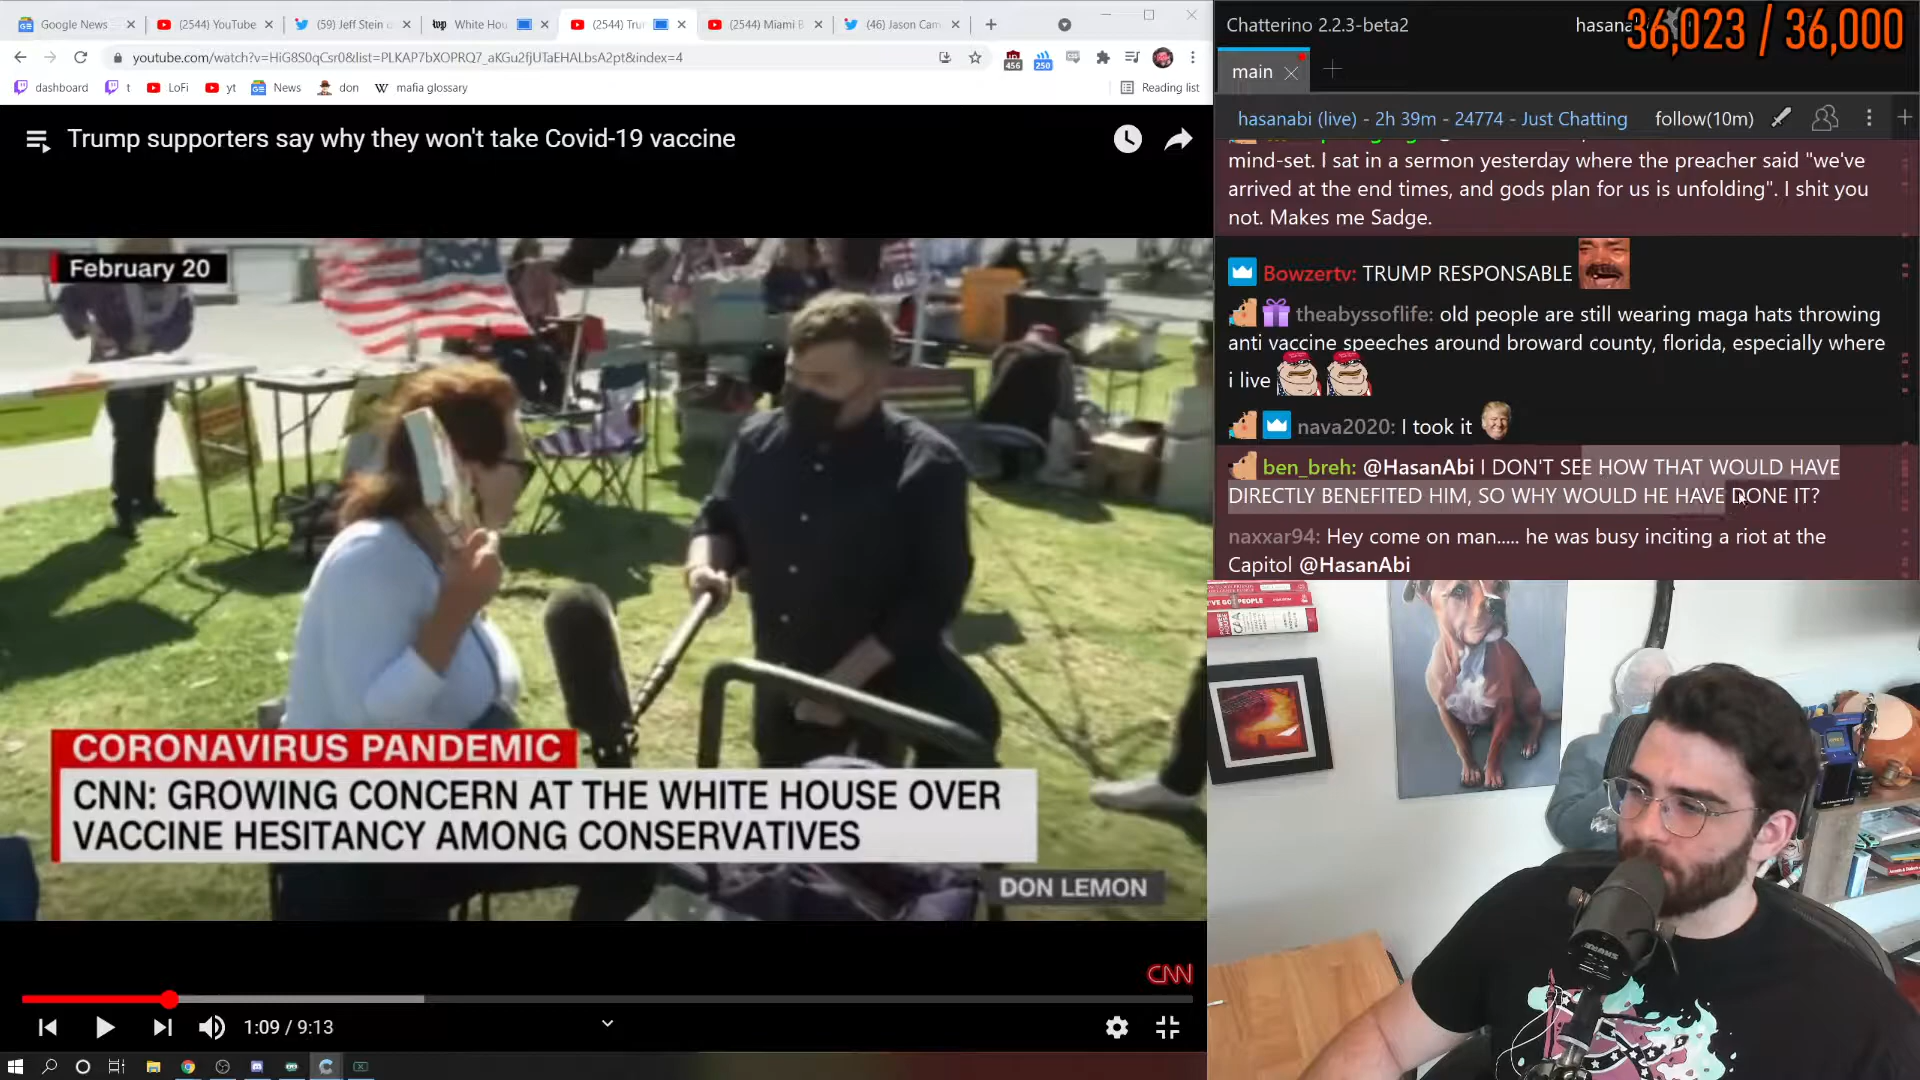 Google News
(2544) YouTube
(59) Jeff Stein
White Hou
(2544) Tru
(2544) Miami B
(46) Jason Cam
youtube.com/watch?v=HiG8S0qCsr0&list=PLKAP7bXOPRQ7_aKGu2fjUTaEHALbsA2pt&index=4
456
250
dashboard
t
LoFi
yt
News
don
W
mafia glossary
Reading list
Trump supporters say why they won't take Covid-19 vaccine
February 20
CORONAVIRUS PANDEMIC
CNN: GROWING CONCERN AT THE WHITE HOUSE OVER
VACCINE HESITANCY AMONG CONSERVATIVES
DON LEMON
CNN
1:09 / 9:13
Chatterino 2.2.3-beta2
36,023 / 36,000
main
hasanabi (live) - 2h 39m - 24774 - Just Chatting
follow(10m)
mind-set. I sat in a sermon yesterday where the preacher said "we've
arrived at the end times, and gods plan for us is unfolding". I shit you
not. Makes me Sadge.
Bowzertv: TRUMP RESPONSABLE
theabyssoflife: old people are still wearing maga hats throwing
anti vaccine speeches around broward county, florida, especially where
i live
nava2020: I took it
ben_breh: @HasanAbi I DON'T SEE HOW THAT WOULD HAVE
DIRECTLY BENEFITED HIM, SO WHY WOULD HE HAVE DONE IT?
naxxar94: Hey come on man..... he was busy inciting a riot at the
Capitol @HasanAbi